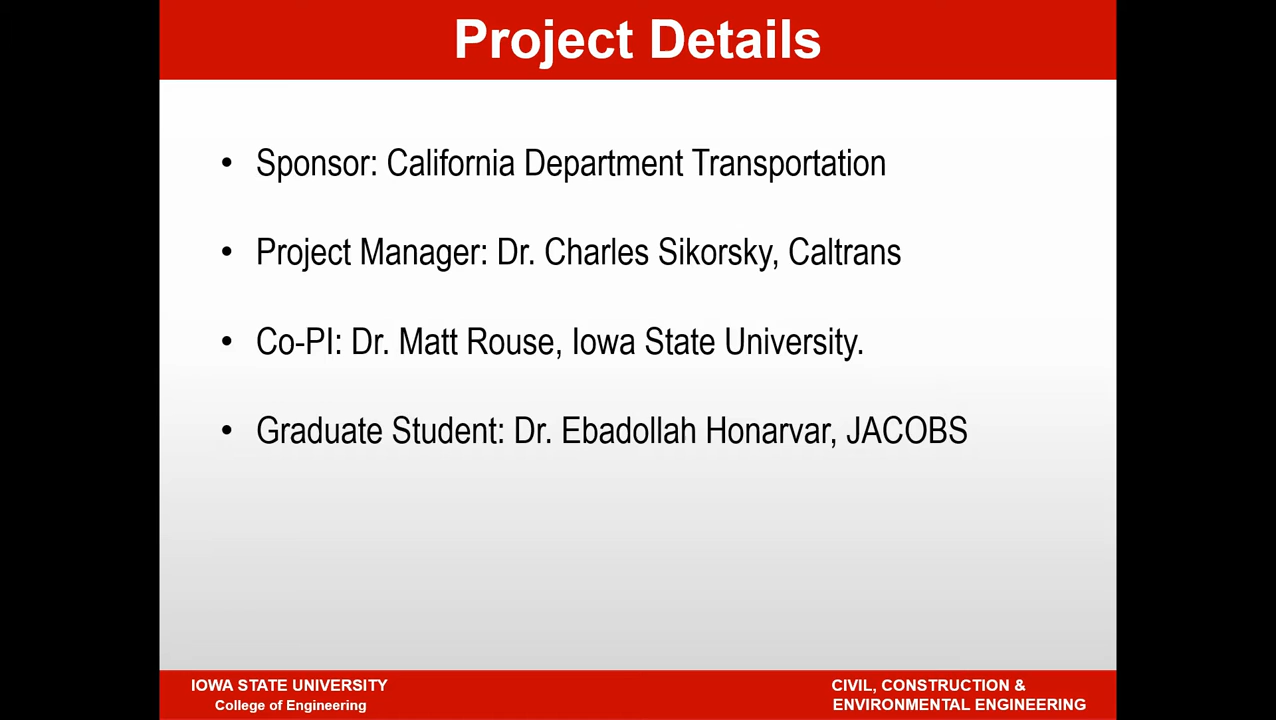 Project Details
• Sponsor: California Department Transportation
• Project Manager: Dr. Charles Sikorsky, Caltrans
• Co-PI: Dr. Matt Rouse, Iowa State University.
• Graduate Student: Dr. Ebadollah Honarvar, JACOBS
IOWA STATE UNIVERSITY
College of Engineering
CIVIL, CONSTRUCTION &
ENVIRONMENTAL ENGINEERING